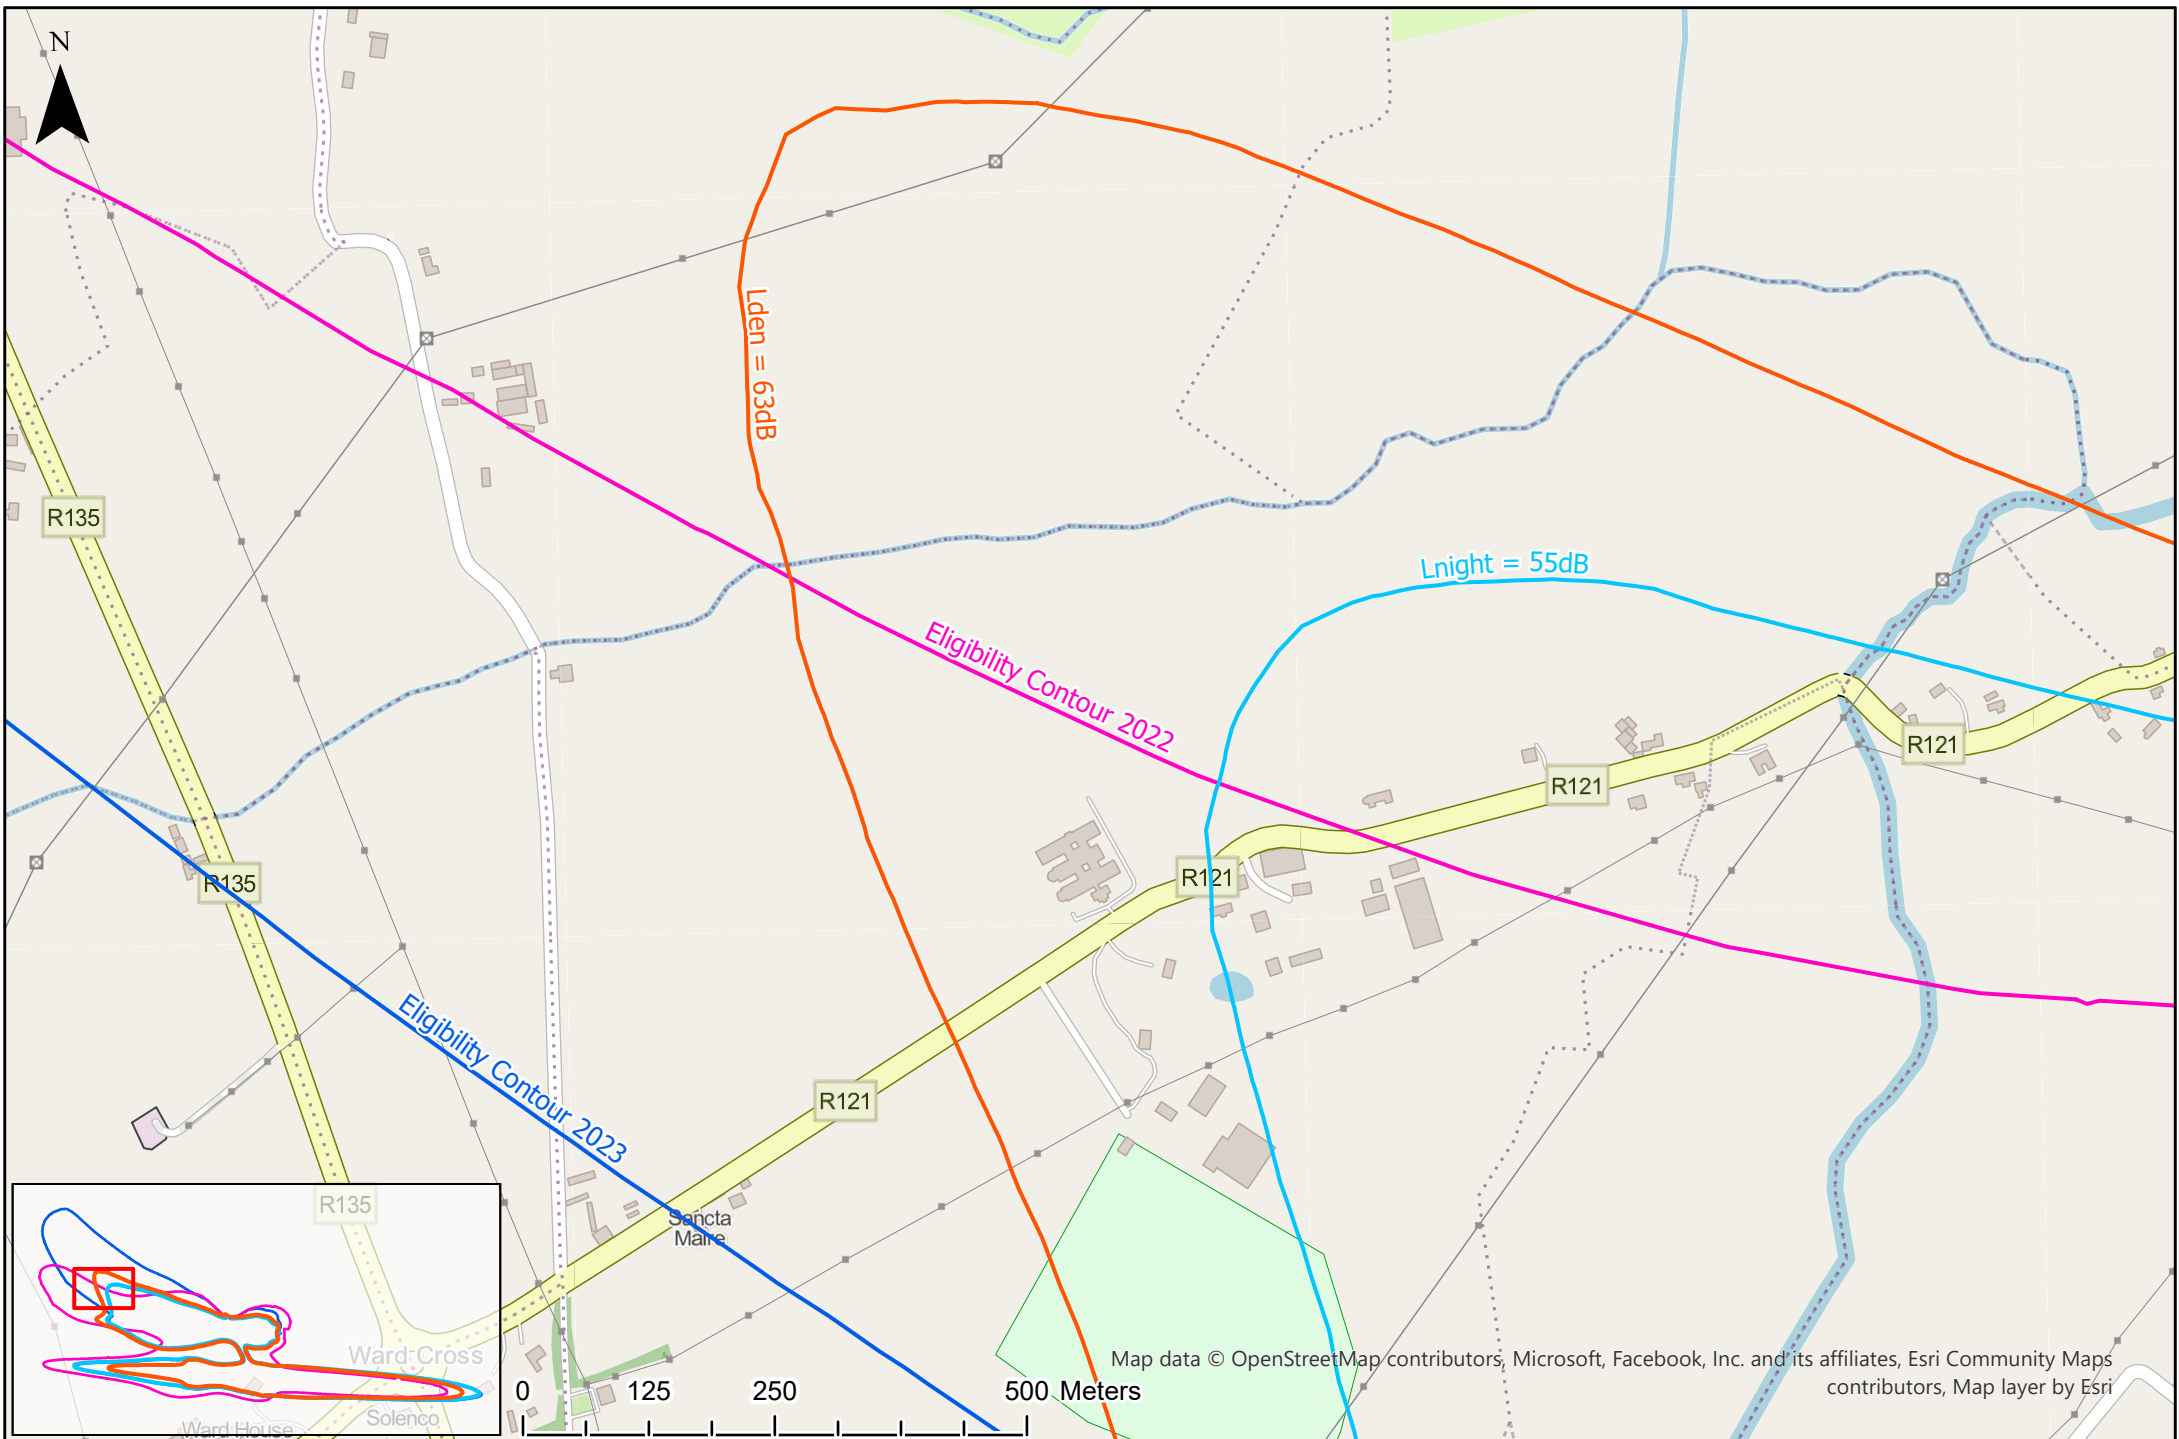 N
Lden = 63dB
R135
Lnight = 55dB
Eligibility Contour 2022
R121
R121
R121
R135
Eligibility Contour 2023
R121
R135
Sancta
Maire
Ward Cross
Solenco
Ward House
0 125 250 500 Meters
Map data © OpenStreetMap contributors, Microsoft, Facebook, Inc. and its affiliates, Esri Community Maps
contributors, Map layer by Esri